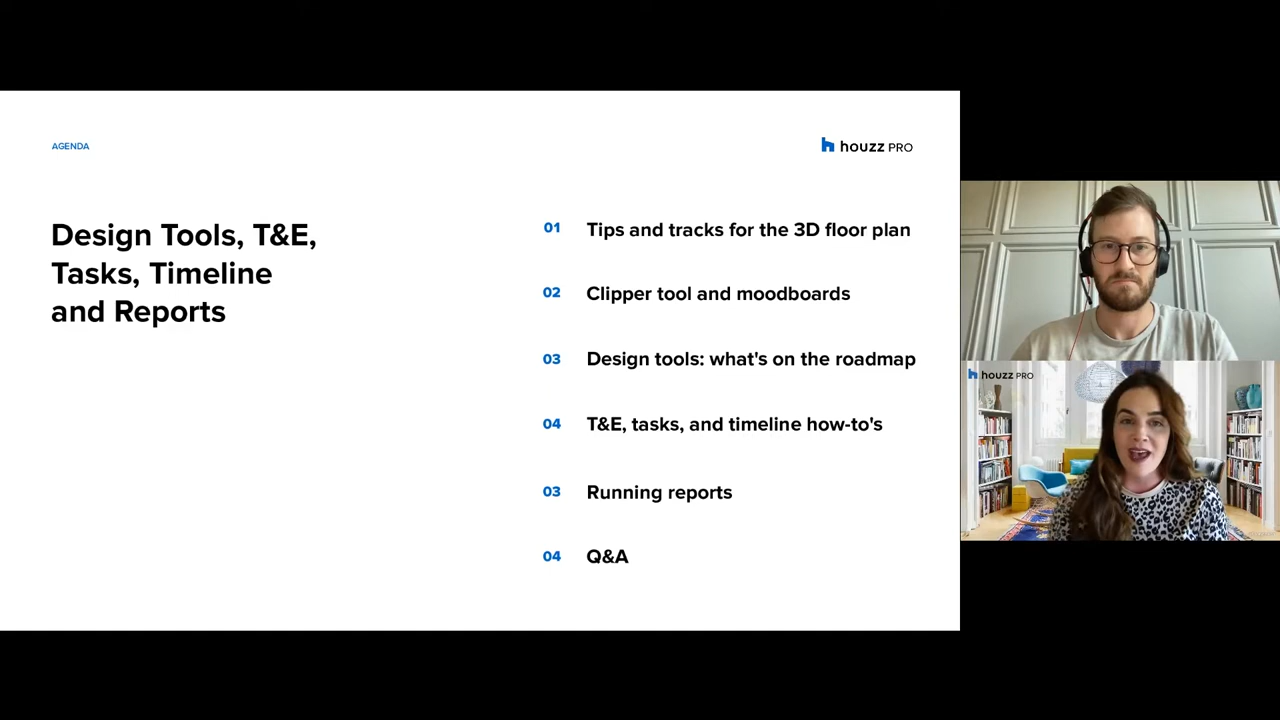 AGENDA
houzz PRO
Design Tools, T&E,
Tasks, Timeline
and Reports
01 Tips and tracks for the 3D floor plan
02 Clipper tool and moodboards
03 Design tools: what's on the roadmap
04 T&E, tasks, and timeline how-to's
03 Running reports
04 Q&A
houzz PRO